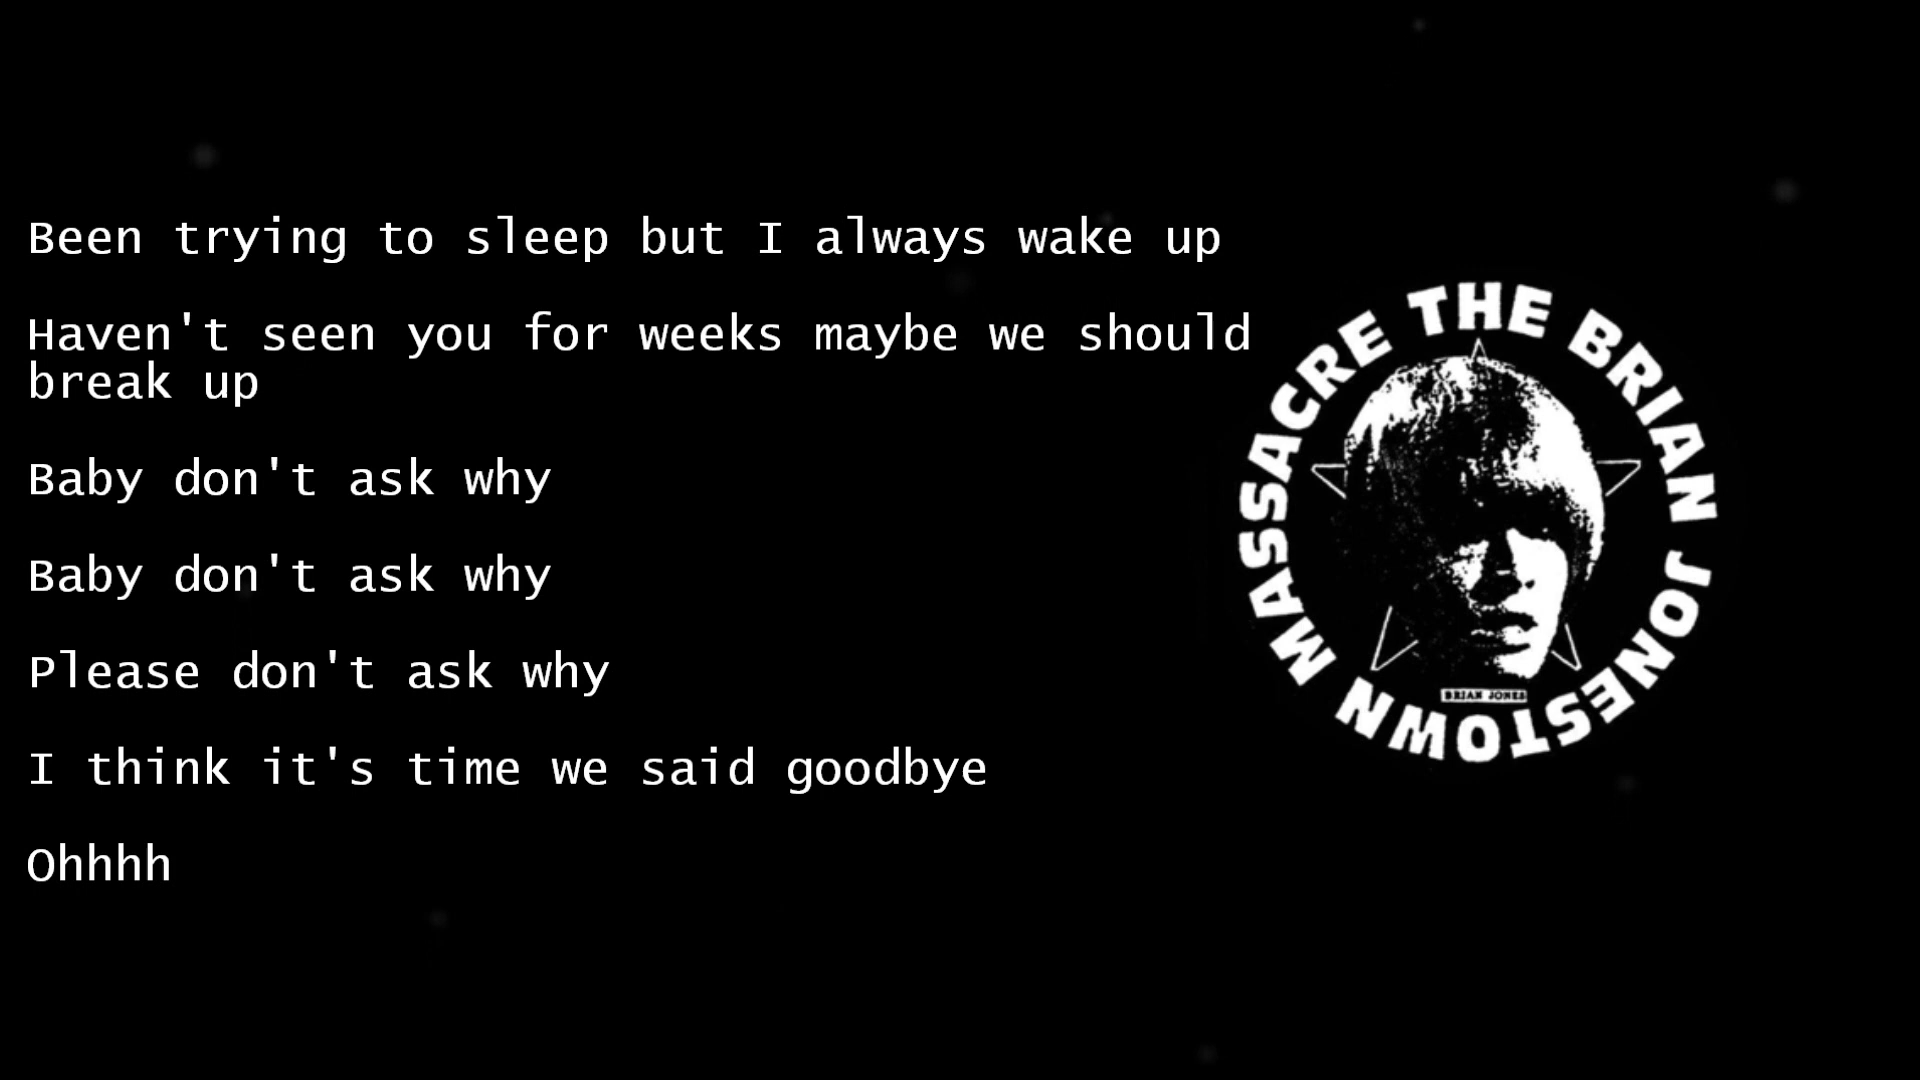 Been trying to sleep but I always wake up
Haven't seen you for weeks maybe we should
break up
Baby don't ask why
Baby don't ask why
Please don't ask why
I think it's time we said goodbye
Ohhhh
THE BRIAN JONESTOWN MASSACRE
BRIAN JONES